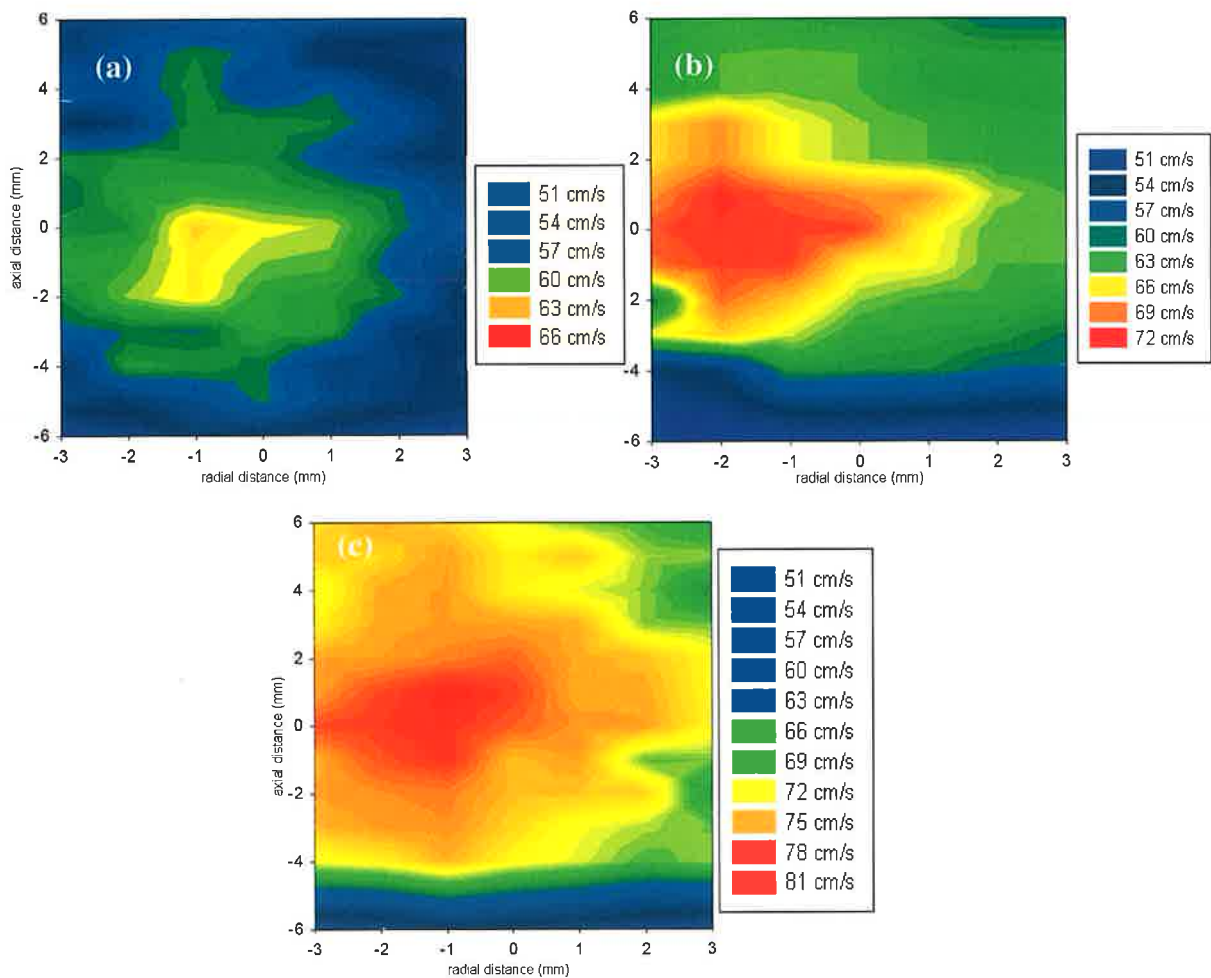 (a)
6
4
2
0
-2
-4
-6
axial distance (mm)
-3 -2 -1 0 1 2 3
radial distance (mm)
51 cm/s
54 cm/s
57 cm/s
60 cm/s
63 cm/s
66 cm/s
(b)
6
4
2
0
2
-4
-6
-3 -2 -1 0 1 2 3
radial distance (mm)
51 cm/s
54 cm/s
57 cm/s
60 cm/s
63 cm/s
66 cm/s
69 cm/s
72 cm/s
(c)
6
4
2
0
-2
-4
-6
axial distance (mm)
-3 -2 -1 0 1 2 3
radial distance (mm)
51 cm/s
54 cm/s
57 cm/s
60 cm/s
63 cm/s
66 cm/s
69 cm/s
72 cm/s
75 cm/s
78 cm/s
81 cm/s